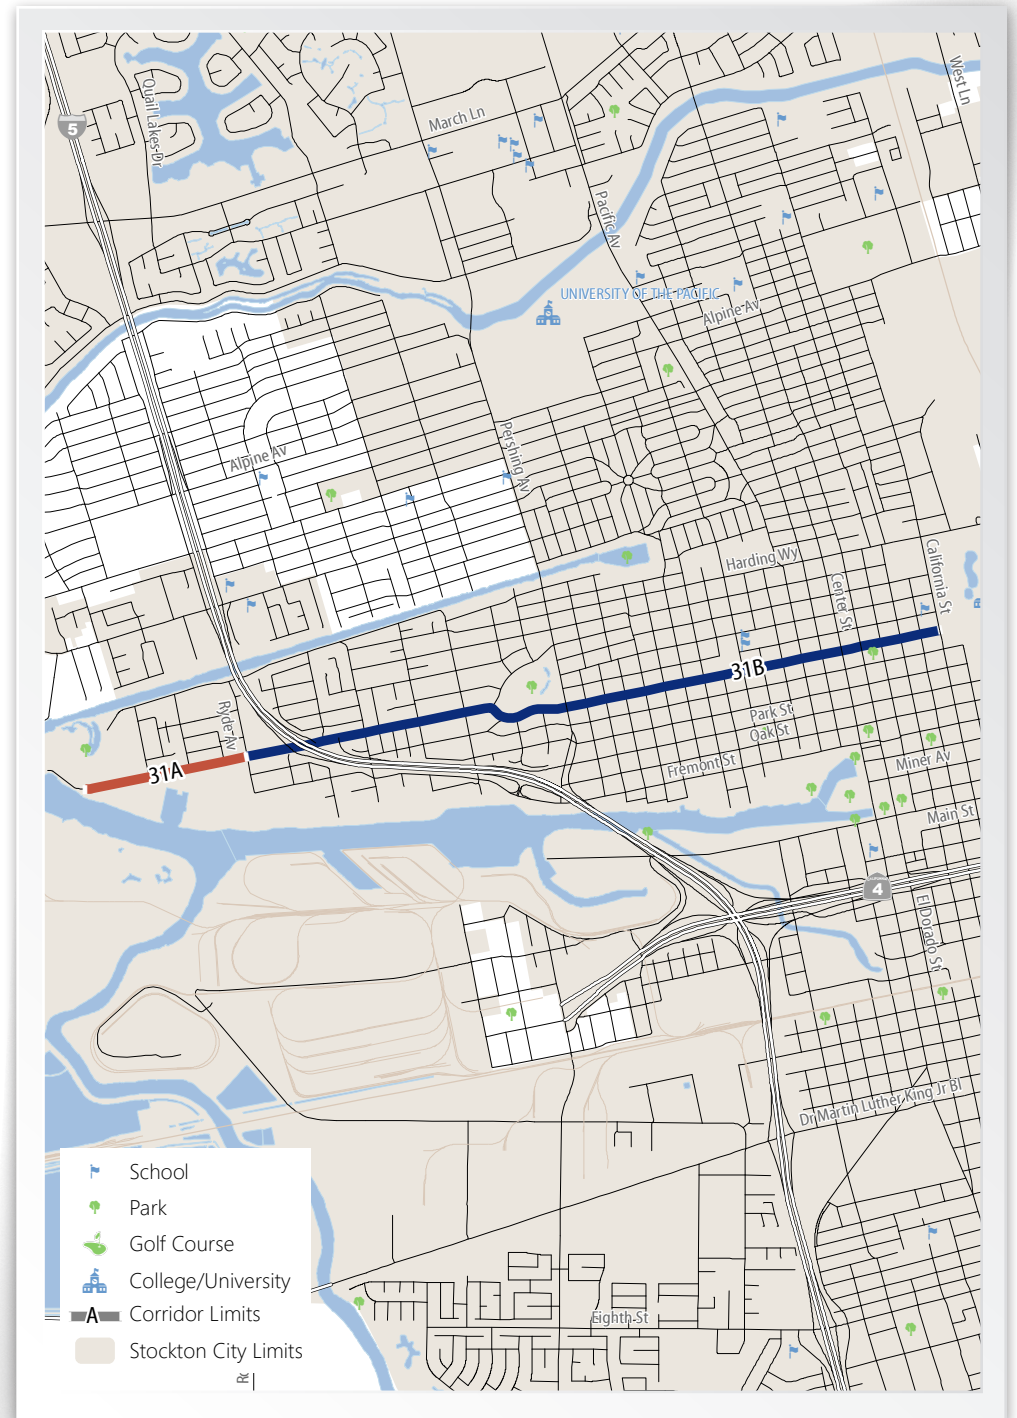 West Ln
Quail Lakes Dr
March Ln
5
Pacific Av
UNIVERSITY OF THE PACIFIC
Alpine Av
Pershing Av
Alpine Av
Harding Wy
California St
Center St
31B
Ryde Av
Park St
Oak St
31A
Fremont St
Miner Av
Main St
4
El Dorado St
Dr Martin Luther King Jr Bl
School
Park
Golf Course
College/University
A Corridor Limits
Eighth St
Stockton City Limits